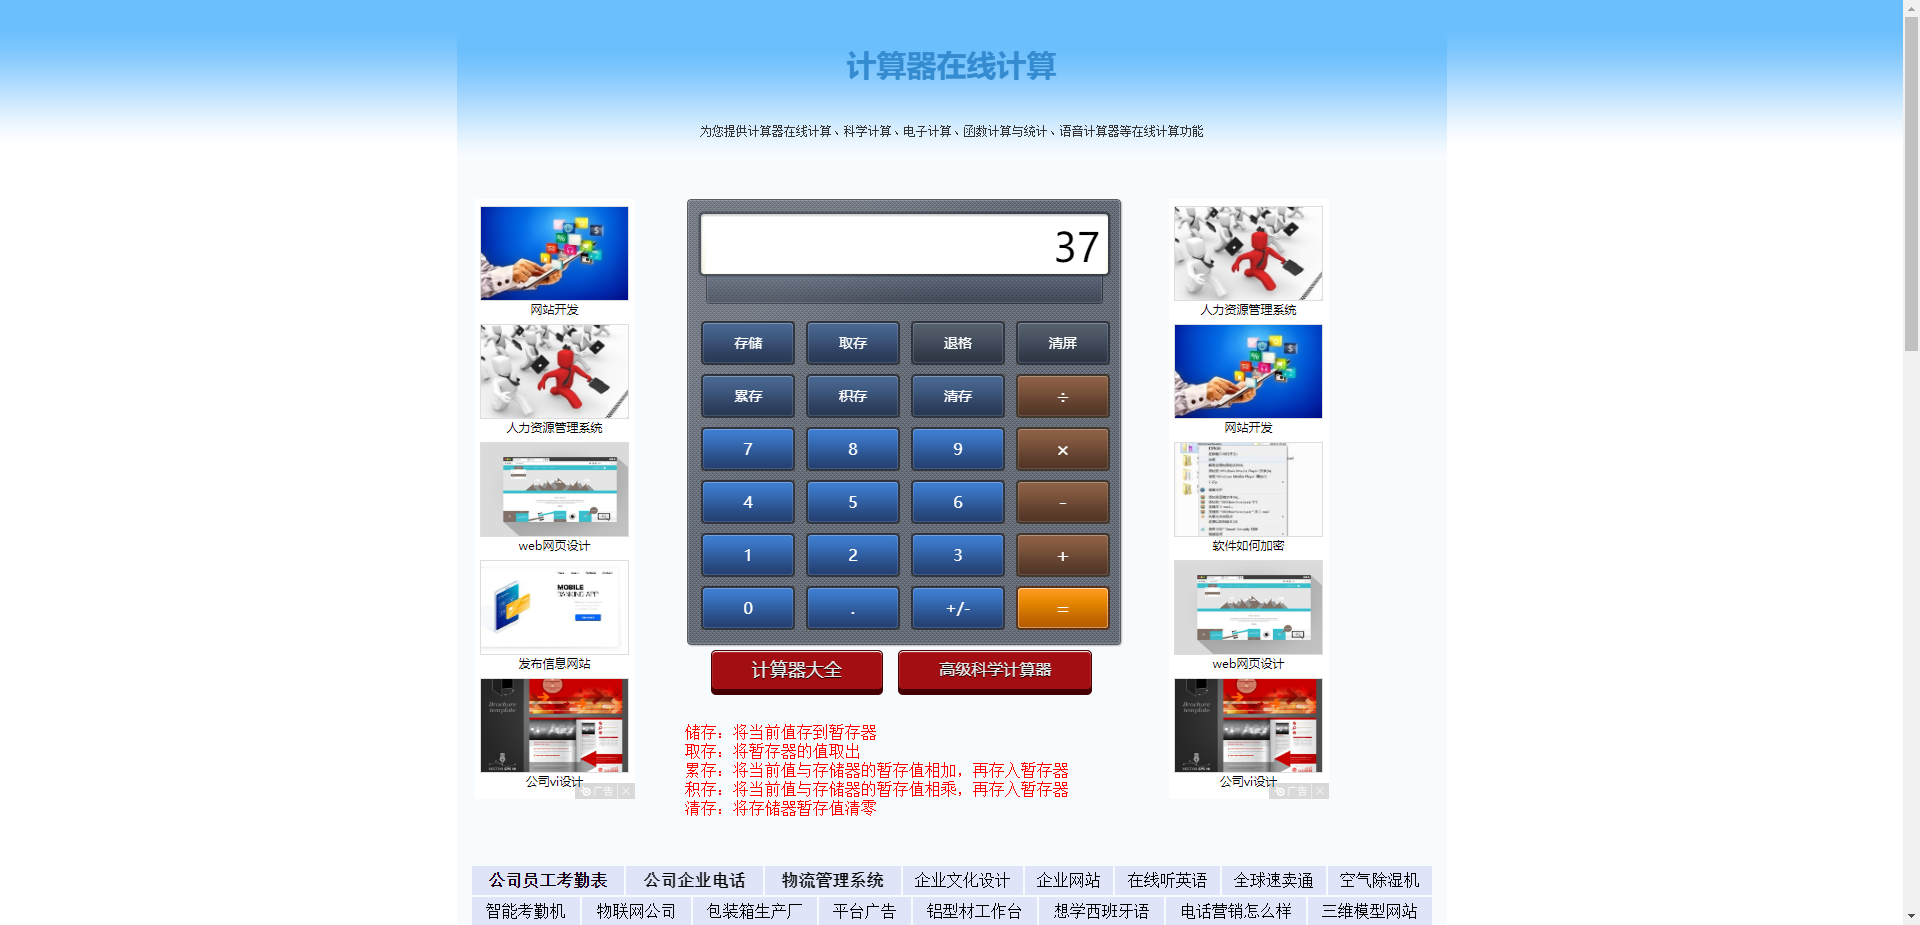 计算器在线计算
为您提供计算器在线计算、科学计算、电子计算、函数计算与统计、语音计算器等在线计算功能
网站开发
人力资源管理系统
web网页设计
MOBILE
BANKING APP
发布信息网站
Brochure
template
公司vi设计
广告
37
存储 取存 退格 清屏
累存 积存 清存 ÷
7 8 9 ×
4 5 6 -
1 2 3 +
0 . +/- =
计算器大全 高级科学计算器
储存：将当前值存到暂存器
取存：将暂存器的值取出
累存：将当前值与存储器的暂存值相加，再存入暂存器
积存：将当前值与存储器的暂存值相乘，再存入暂存器
清存：将存储器暂存值清零
人力资源管理系统
网站开发
软件如何加密
web网页设计
Brochure
template
公司vi设计
广告
公司员工考勤表 公司企业电话 物流管理系统 企业文化设计 企业网站 在线听英语 全球速卖通 空气除湿机
智能考勤机 物联网公司 包装箱生产厂 平台广告 铝型材工作台 想学西班牙语 电话营销怎么样 三维模型网站